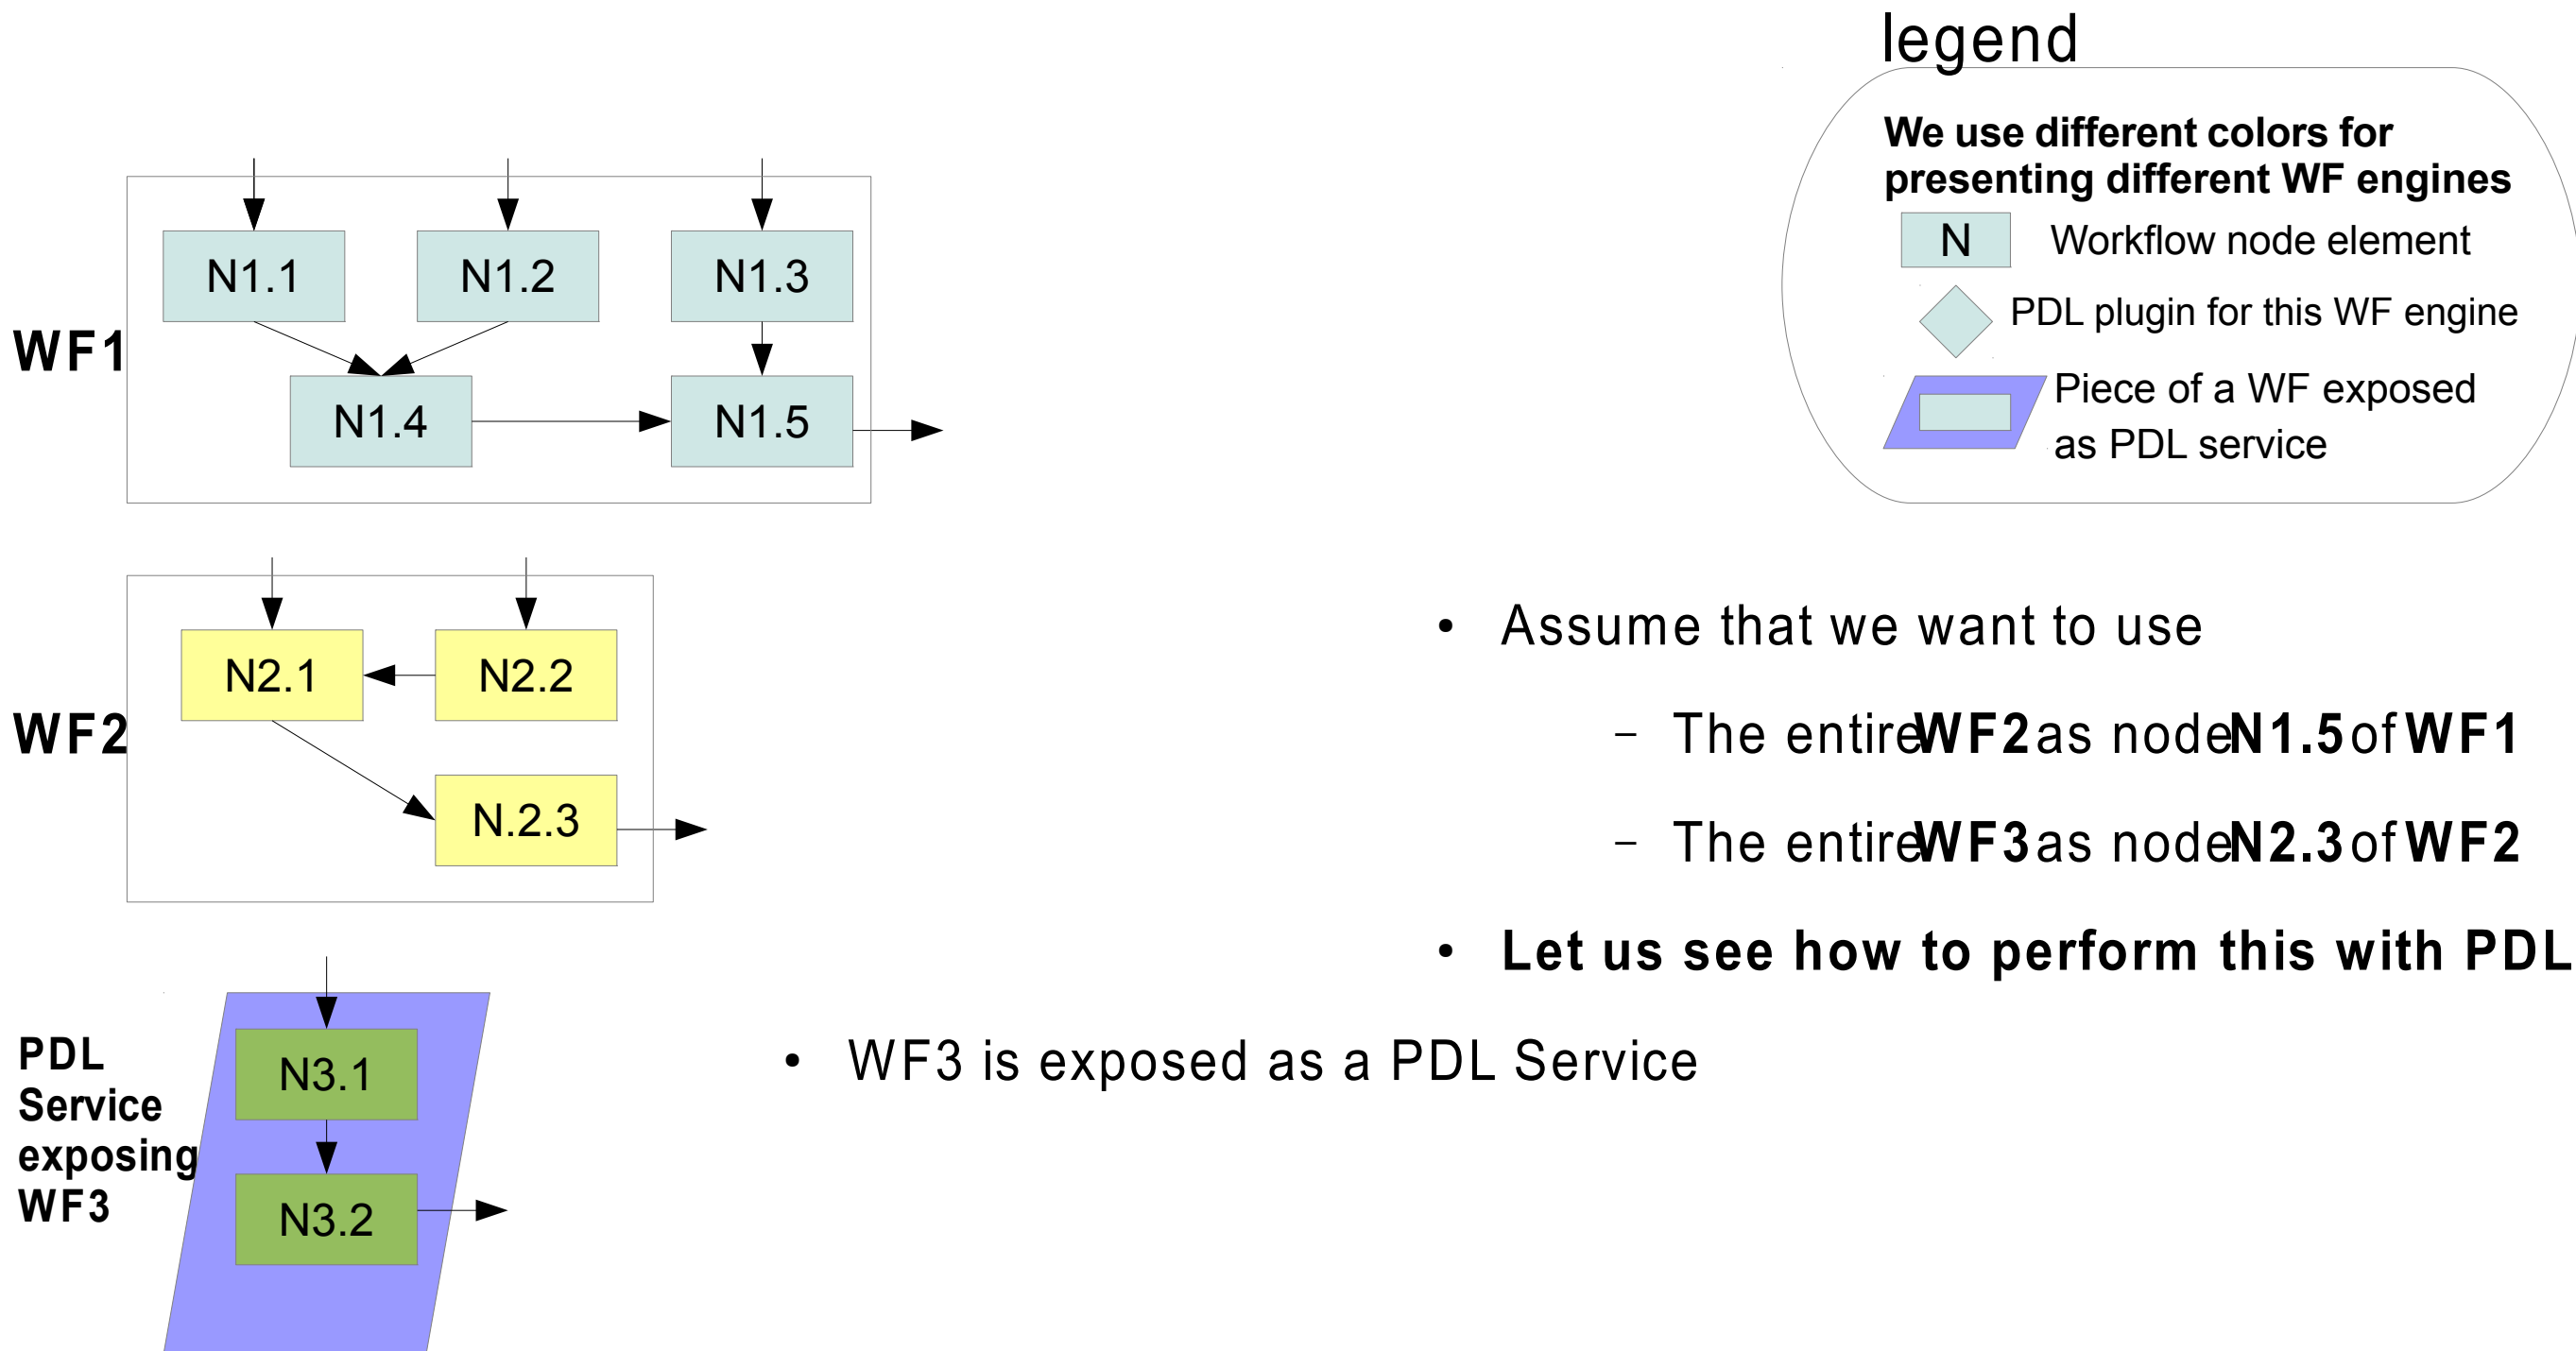 legend
We use different colors for
presenting different WF engines
N Workflow node element
PDL plugin for this WF engine
Piece of a WF exposed
as PDL service
WF1
N1.1 N1.2 N1.3
N1.4 N1.5
WF2
N2.1 N2.2
N.2.3
• Assume that we want to use
– The entire WF2 as node N1.5 of WF1
– The entire WF3 as node N2.3 of WF2
• Let us see how to perform this with PDL
PDL
Service
exposing
WF3
N3.1
N3.2
• WF3 is exposed as a PDL Service